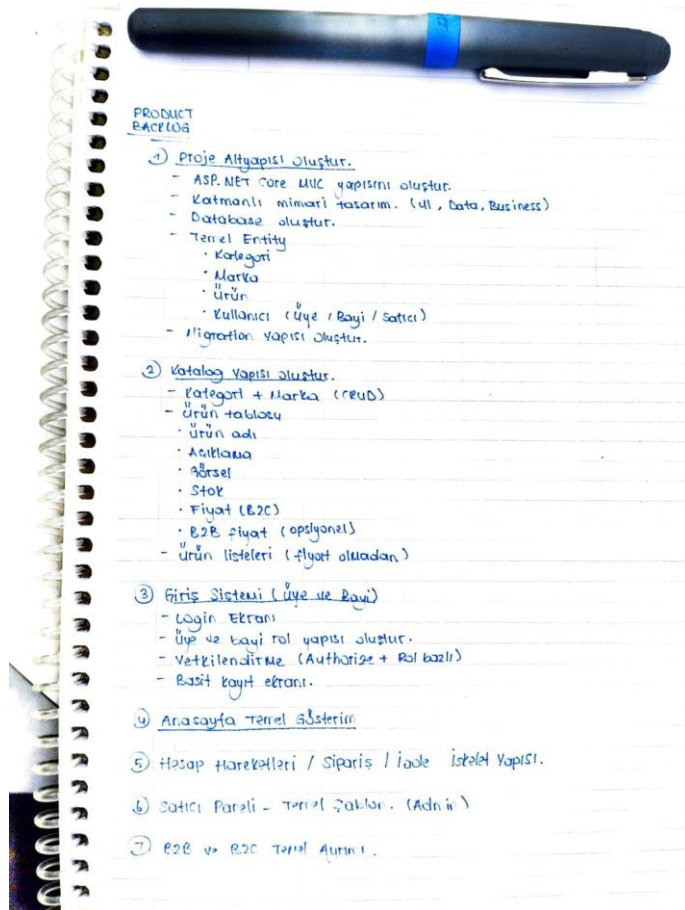 PRODUCT
BACKLOG
1) Proje Altyapısı oluştur.
- ASP.NET Core MVC yapısını oluştur.
- Katmanlı mimari tasarım. (UI, Data, Business)
- Database oluştur.
- Temel Entity
· Kategori
· Marka
· Ürün
· Kullanıcı (Üye / Bayi / Satıcı)
- Migration yapısı oluştur.
2) Katalog yapısı oluştur.
- Kategori + Marka (CRUD)
- Ürün tablosu
· Ürün adı
· Açıklama
· Görsel
· Stok
· Fiyat (B2C)
· B2B fiyat (opsiyonel)
- Ürün listeleri (fiyat olmadan)
3) Giriş Sistemi (Üye ve Bayi)
- Login Ekranı
- Üye ve bayi rol yapısı oluştur.
- Yetkilendirme (Authorize + Rol bazlı)
- Basit kayıt ekranı.
4) Anasayfa Temel Gösterim
5) Hesap Hareketleri / Sipariş / İade İskelet Yapısı.
6) Satıcı Paneli - Temel Şablon. (Admin)
7) B2B ve B2C Temel Ayrımı.